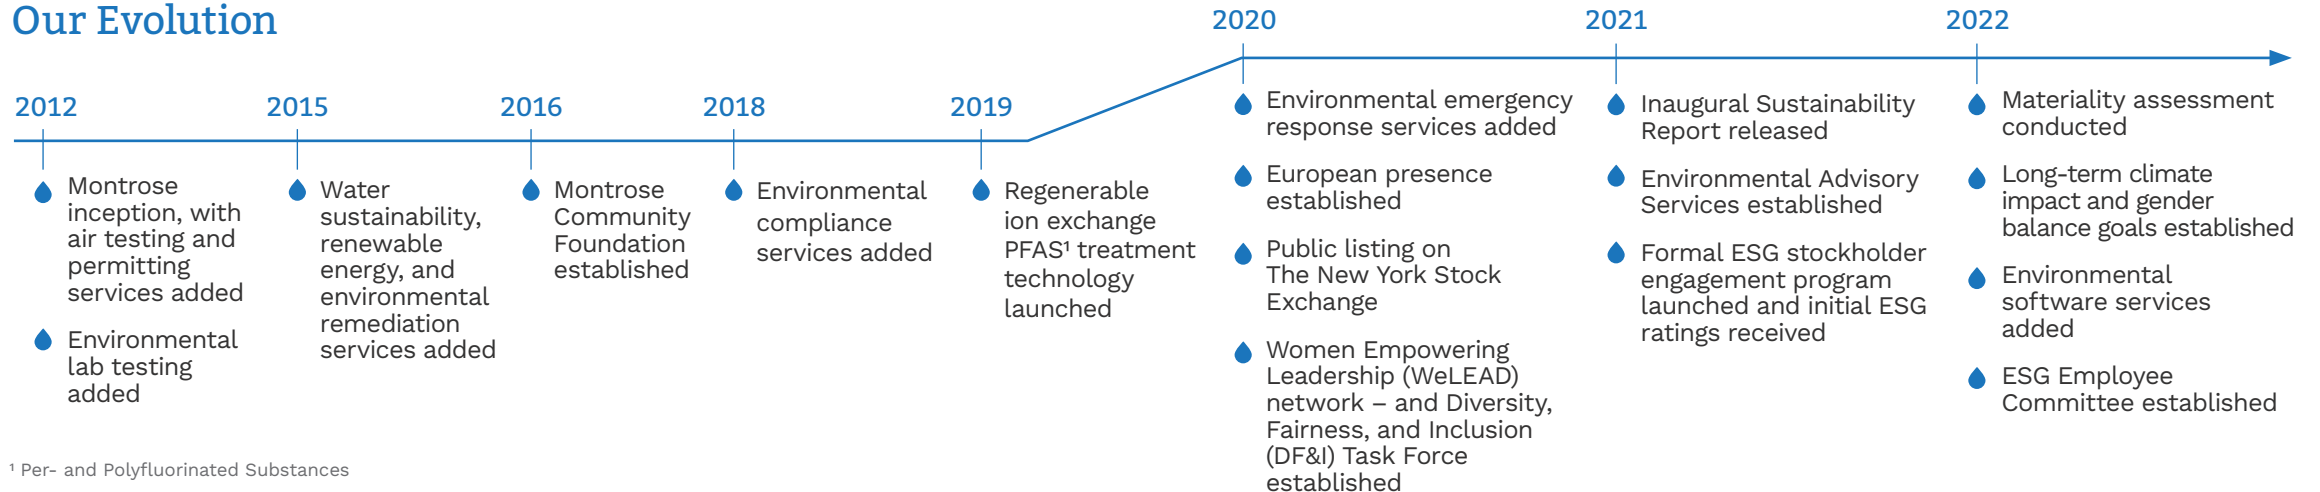 Our Evolution
2012
Montrose
inception, with
air testing and
permitting
services added
Environmental
lab testing
added
2015
Water
sustainability,
renewable
energy, and
environmental
remediation
services added
2016
Montrose
Community
Foundation
established
2018
Environmental
compliance
services added
2019
Regenerable
ion exchange
PFAS¹ treatment
technology
launched
2020
Environmental emergency
response services added
European presence
established
Public listing on
The New York Stock
Exchange
Women Empowering
Leadership (WeLEAD)
network – and Diversity,
Fairness, and Inclusion
(DF&I) Task Force
established
2021
Inaugural Sustainability
Report released
Environmental Advisory
Services established
Formal ESG stockholder
engagement program
launched and initial ESG
ratings received
2022
Materiality assessment
conducted
Long-term climate
impact and gender
balance goals established
Environmental
software services
added
ESG Employee
Committee established
¹ Per- and Polyfluorinated Substances